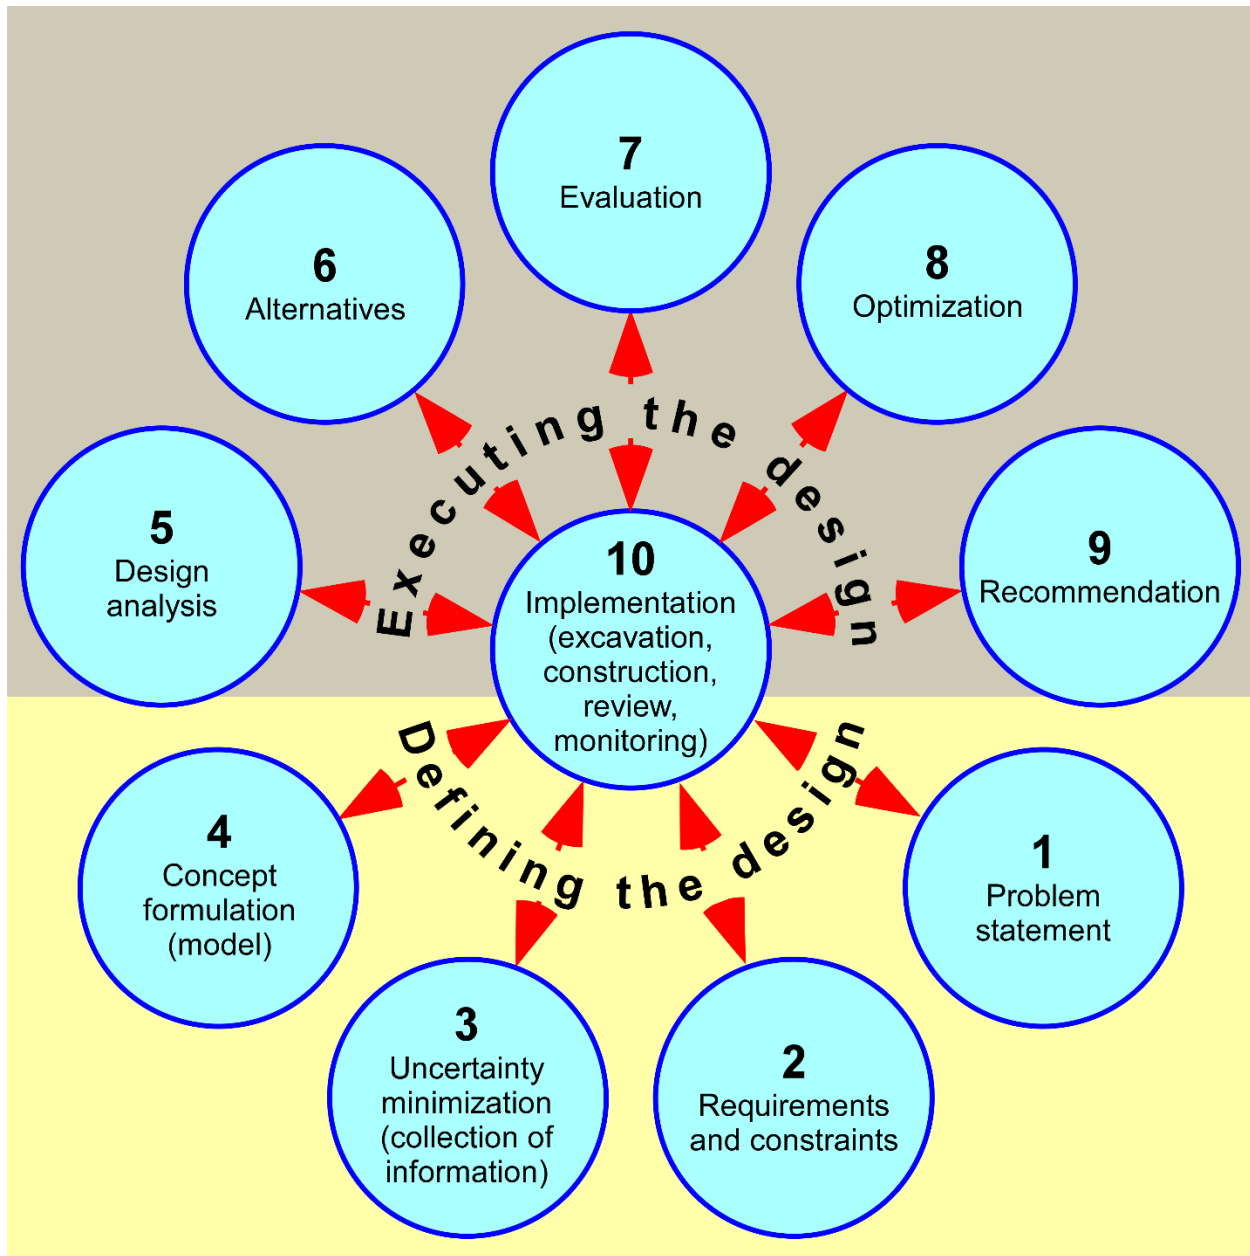 7
Evaluation
6
Alternatives
8
Optimization
5
Design
analysis
9
Recommendation
Executing the design
10
Implementation
(excavation,
construction,
review,
monitoring)
Defining the design
4
Concept
formulation
(model)
1
Problem
statement
3
Uncertainty
minimization
(collection of
information)
2
Requirements
and constraints